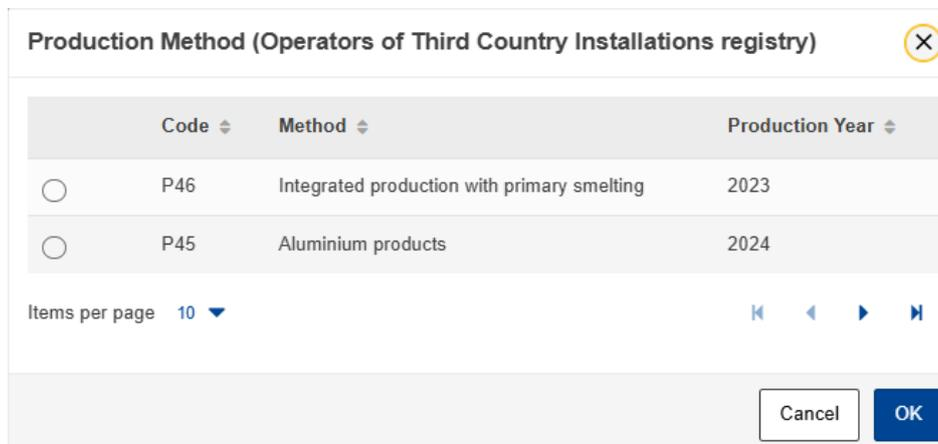 Production Method (Operators of Third Country Installations registry)
Code Method Production Year
P46 Integrated production with primary smelting 2023
P45 Aluminium products 2024
Items per page 10
Cancel OK